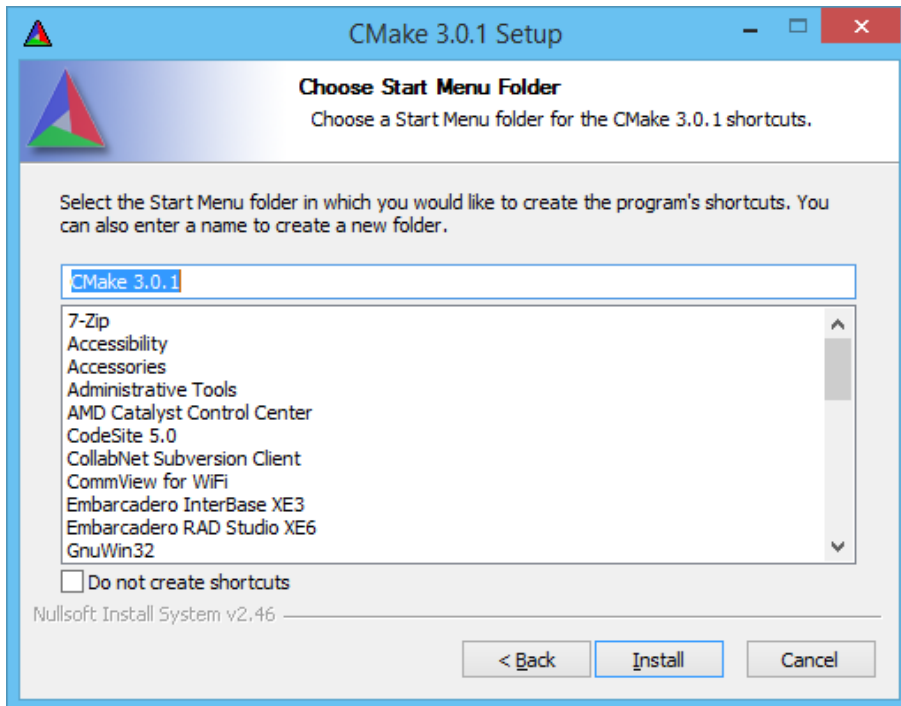 CMake 3.0.1 Setup
Choose Start Menu Folder
Choose a Start Menu folder for the CMake 3.0.1 shortcuts.
Select the Start Menu folder in which you would like to create the program's shortcuts. You
can also enter a name to create a new folder.
CMake 3.0.1
7-Zip
Accessibility
Accessories
Administrative Tools
AMD Catalyst Control Center
CodeSite 5.0
CollabNet Subversion Client
CommView for WiFi
Embarcadero InterBase XE3
Embarcadero RAD Studio XE6
GnuWin32
Do not create shortcuts
Nullsoft Install System v2.46
< Back Install Cancel